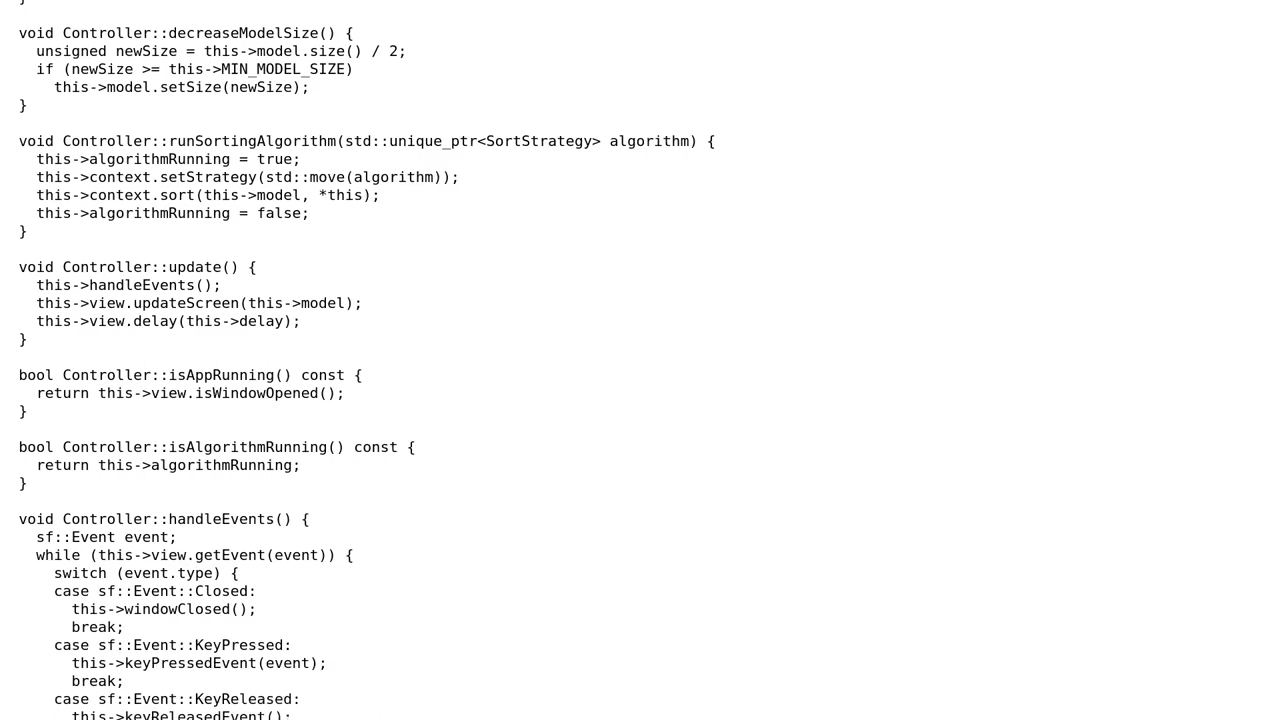 }

void Controller::decreaseModelSize() {
  unsigned newSize = this->model.size() / 2;
  if (newSize >= this->MIN_MODEL_SIZE)
    this->model.setSize(newSize);
}

void Controller::runSortingAlgorithm(std::unique_ptr<SortStrategy> algorithm) {
  this->algorithmRunning = true;
  this->context.setStrategy(std::move(algorithm));
  this->context.sort(this->model, *this);
  this->algorithmRunning = false;
}

void Controller::update() {
  this->handleEvents();
  this->view.updateScreen(this->model);
  this->view.delay(this->delay);
}

bool Controller::isAppRunning() const {
  return this->view.isWindowOpened();
}

bool Controller::isAlgorithmRunning() const {
  return this->algorithmRunning;
}

void Controller::handleEvents() {
  sf::Event event;
  while (this->view.getEvent(event)) {
    switch (event.type) {
    case sf::Event::Closed:
      this->windowClosed();
      break;
    case sf::Event::KeyPressed:
      this->keyPressedEvent(event);
      break;
    case sf::Event::KeyReleased:
      this->keyReleasedEvent();